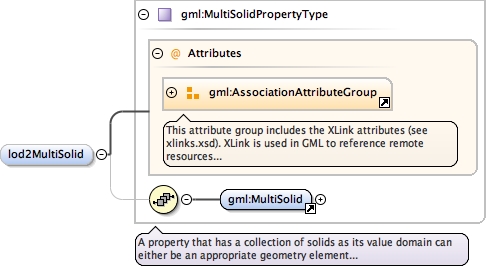 gml:MultiSolidPropertyType
@ Attributes
gml:AssociationAttributeGroup
This attribute group includes the XLink attributes (see
xlinks.xsd). XLink is used in GML to reference remote
resources...
lod2MultiSolid
gml:MultiSolid
A property that has a collection of solids as its value domain can
either be an appropriate geometry element...